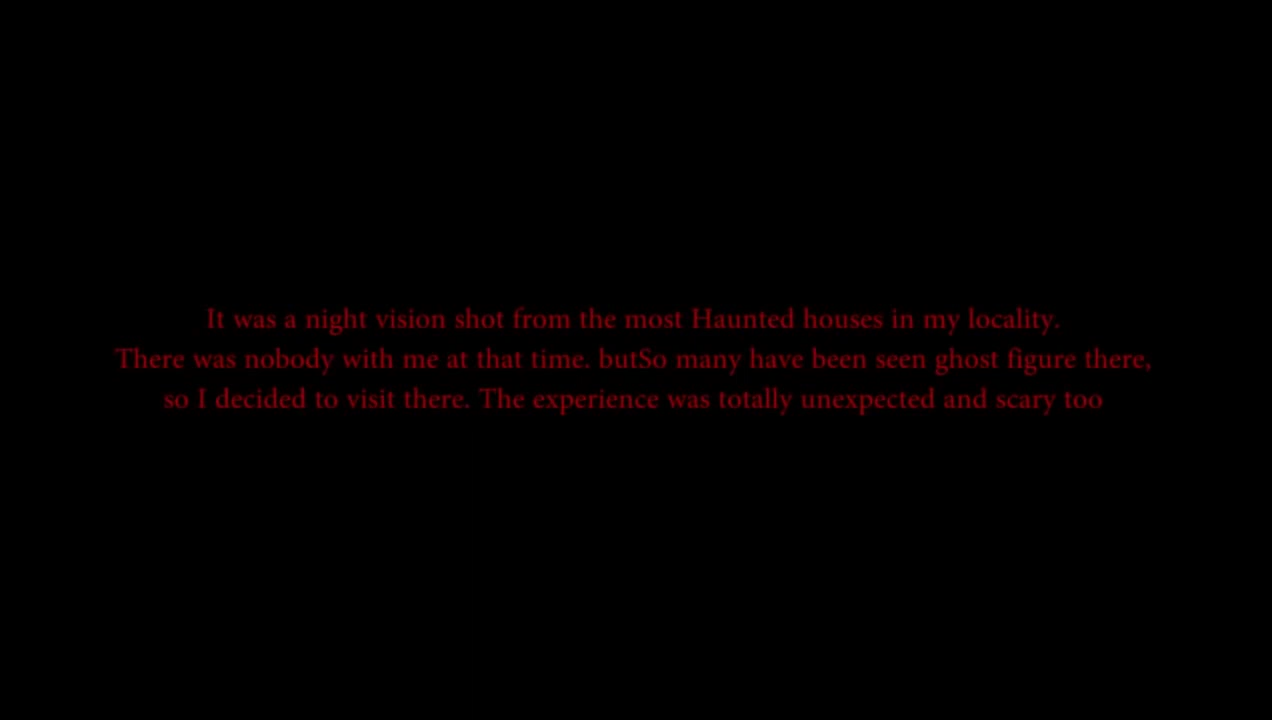 It was a night vision shot from the most Haunted houses in my locality.
There was nobody with me at that time. butSo many have been seen ghost figure there,
so I decided to visit there. The experience was totally unexpected and scary too